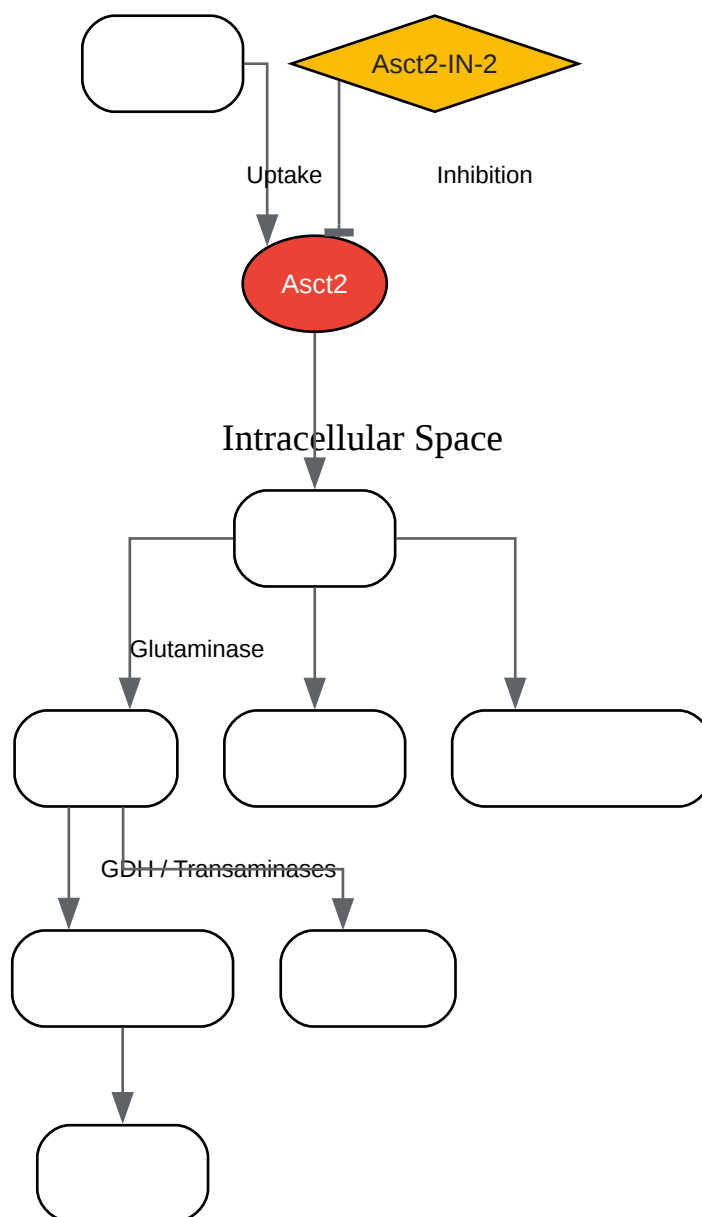 Asct2-IN-2
Uptake
Inhibition
Asct2
Intracellular Space
Glutaminase
GDH / Transaminases